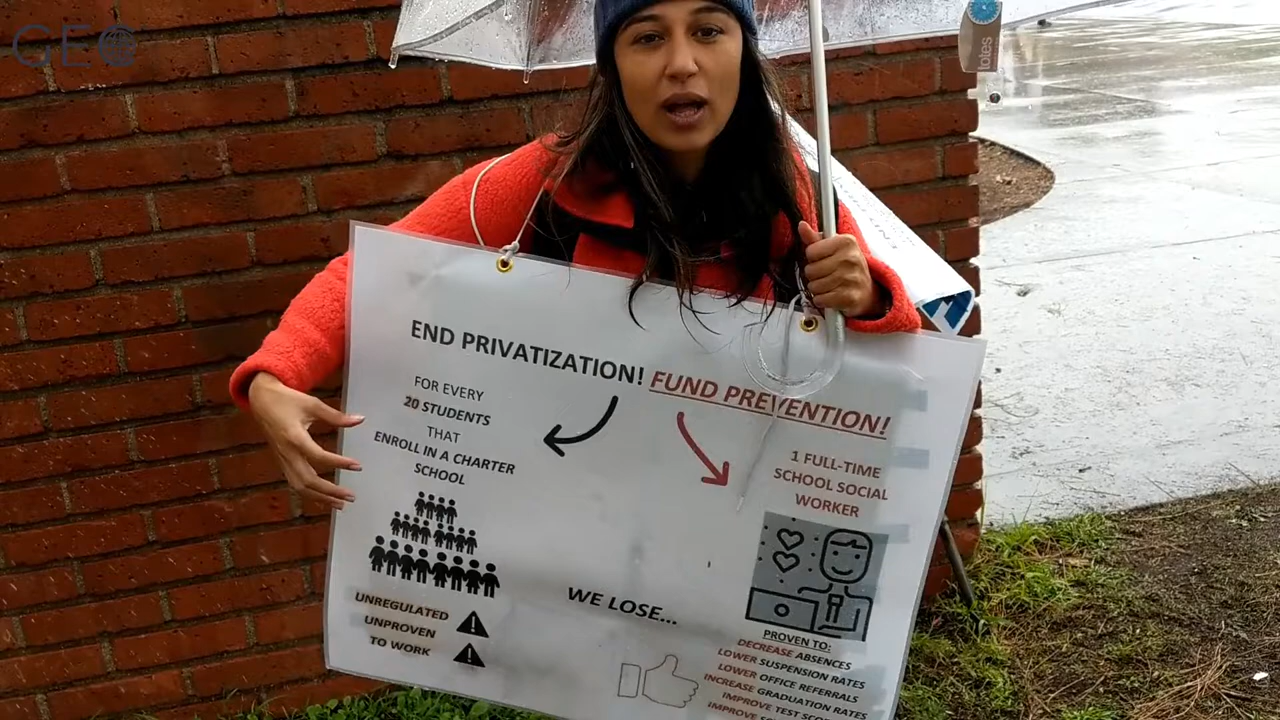 GEO
totes
END PRIVATIZATION! FUND PREVENTION!
FOR EVERY
20 STUDENTS
THAT
ENROLL IN A CHARTER
SCHOOL
UNREGULATED
UNPROVEN
TO WORK
WE LOSE...
1 FULL-TIME
SCHOOL SOCIAL
WORKER
PROVEN TO:
DECREASE ABSENCES
LOWER SUSPENSION RATES
LOWER OFFICE REFERRALS
INCREASE GRADUATION RATES
IMPROVE TEST
IMPROVE